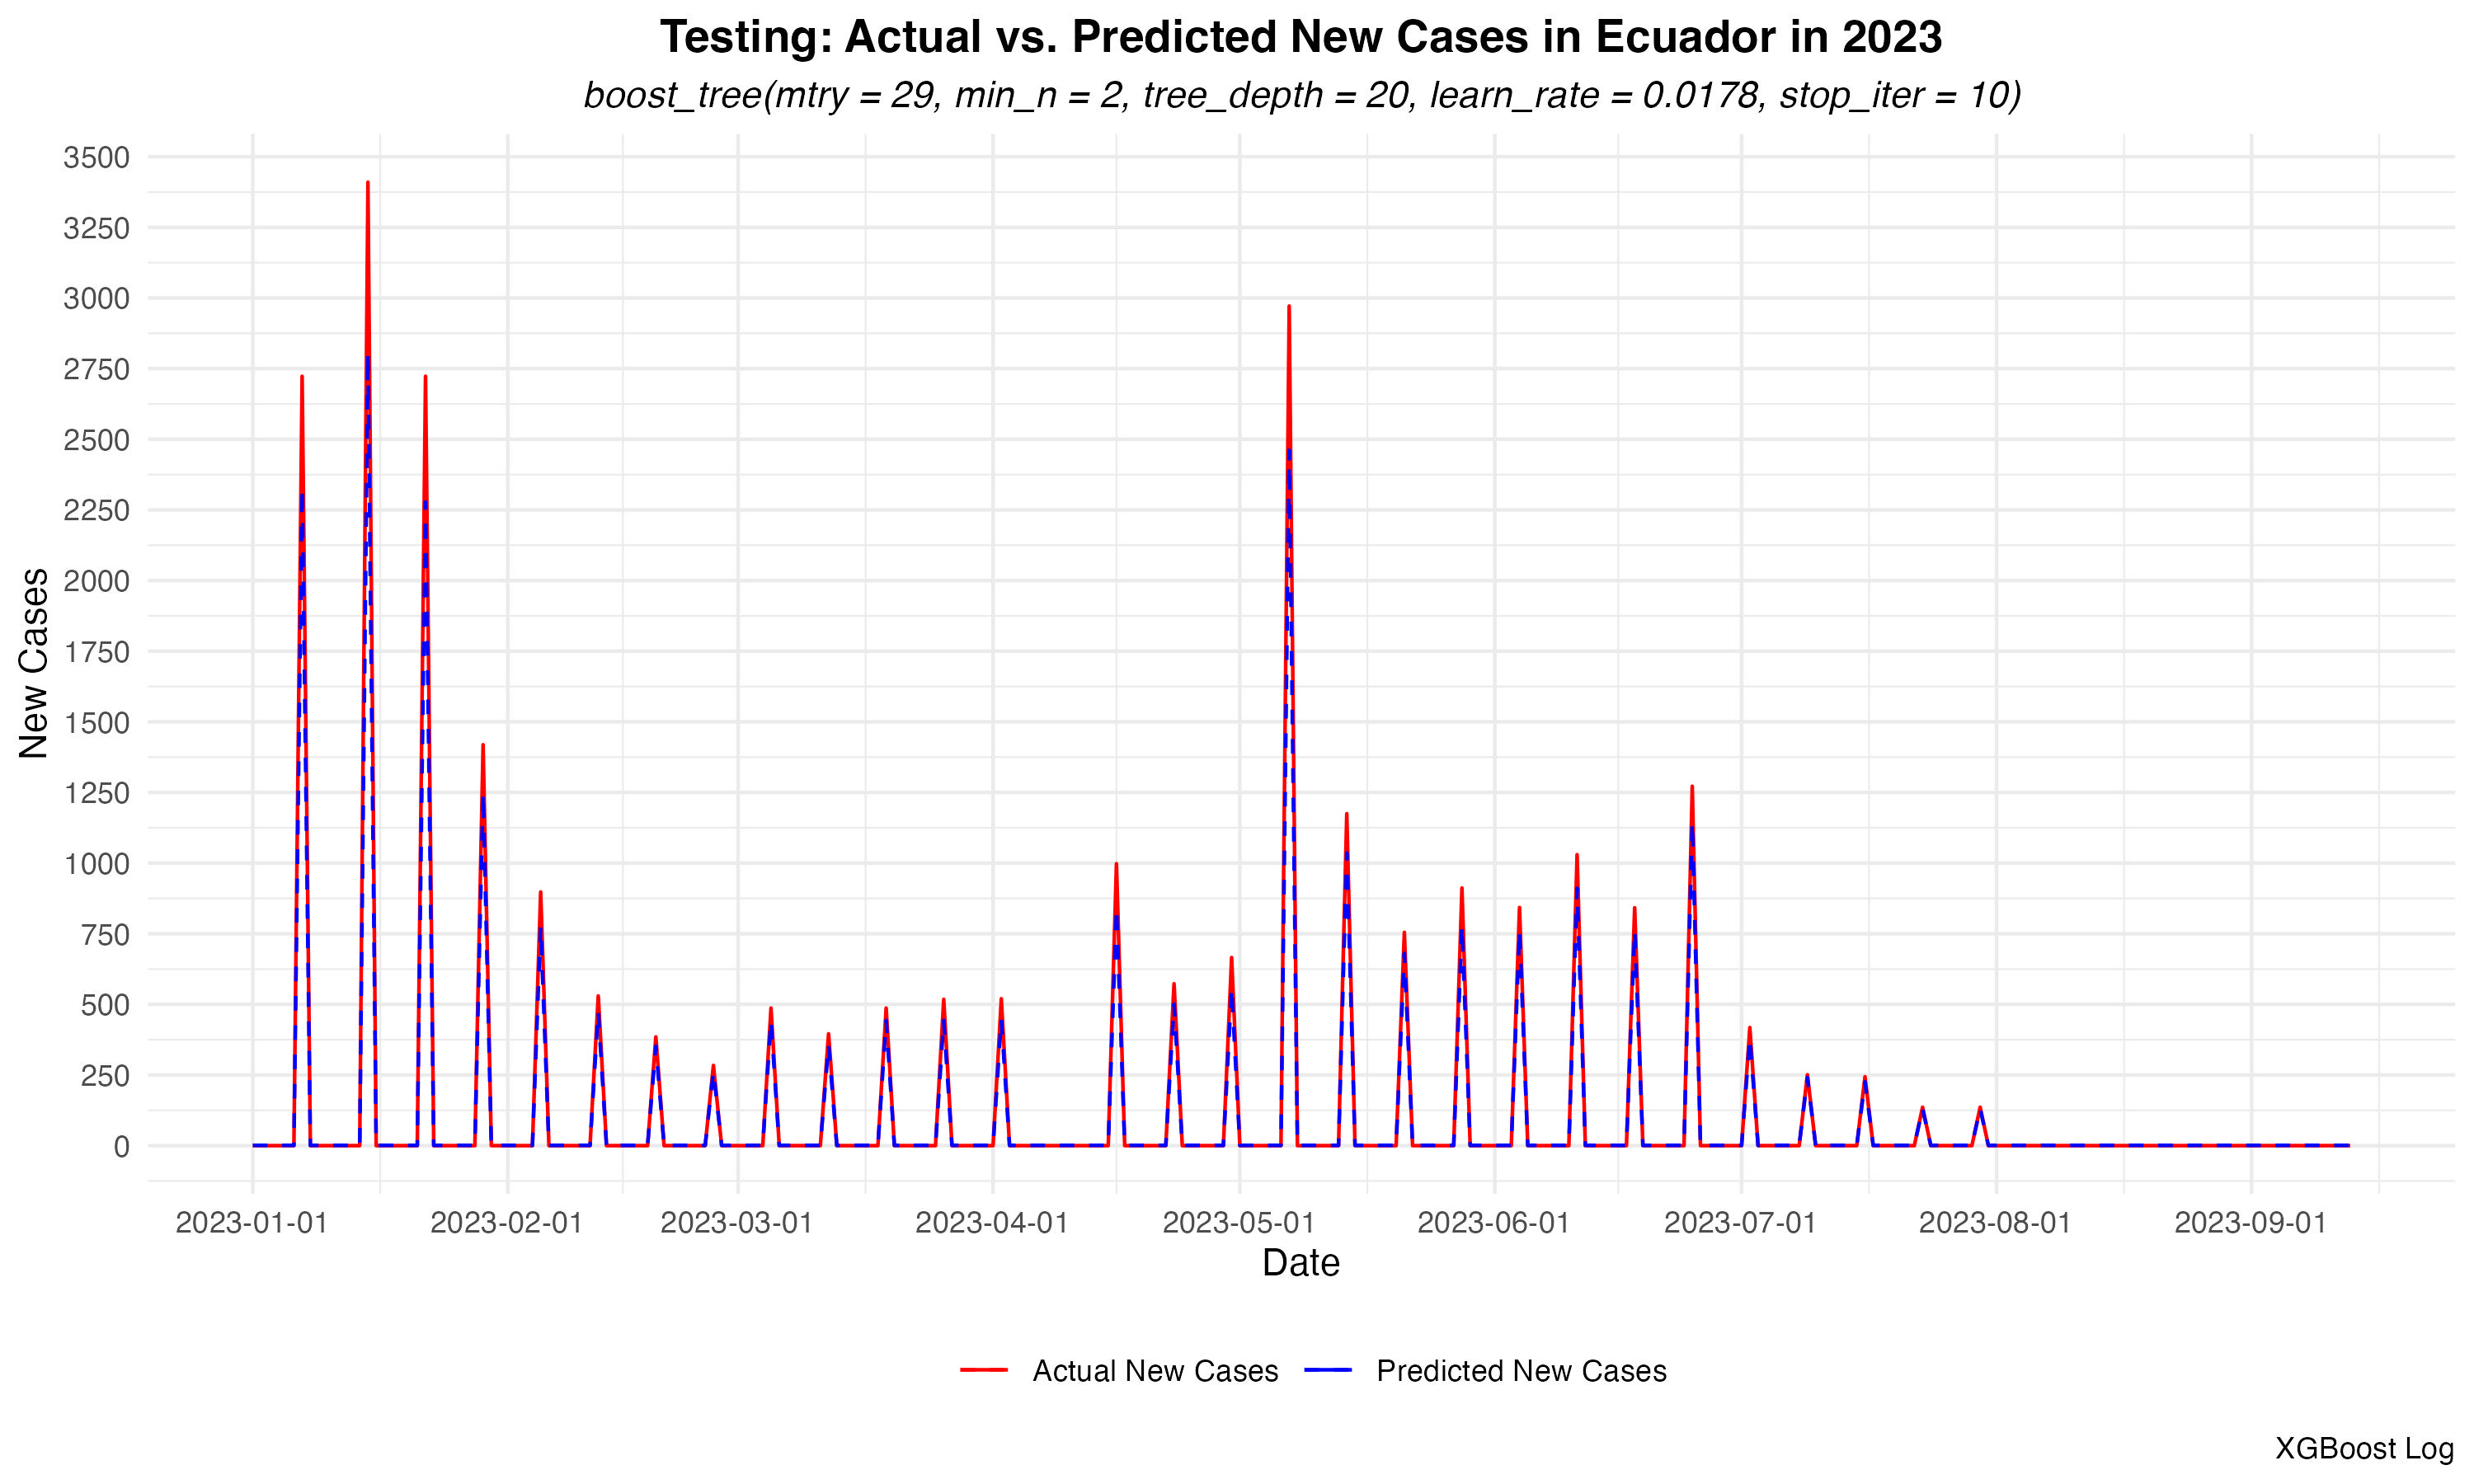 Testing: Actual vs. Predicted New Cases in Ecuador in 2023
boost_tree(mtry = 29, min_n = 2, tree_depth = 20, learn_rate = 0.0178, stop_iter = 10)
New Cases
3500
3250
3000
2750
2500
2250
2000
1750
1500
1250
1000
750
500
250
0
2023-01-01 2023-02-01 2023-03-01 2023-04-01 2023-05-01 2023-06-01 2023-07-01 2023-08-01 2023-09-01
Date
Actual New Cases Predicted New Cases
XGBoost Log